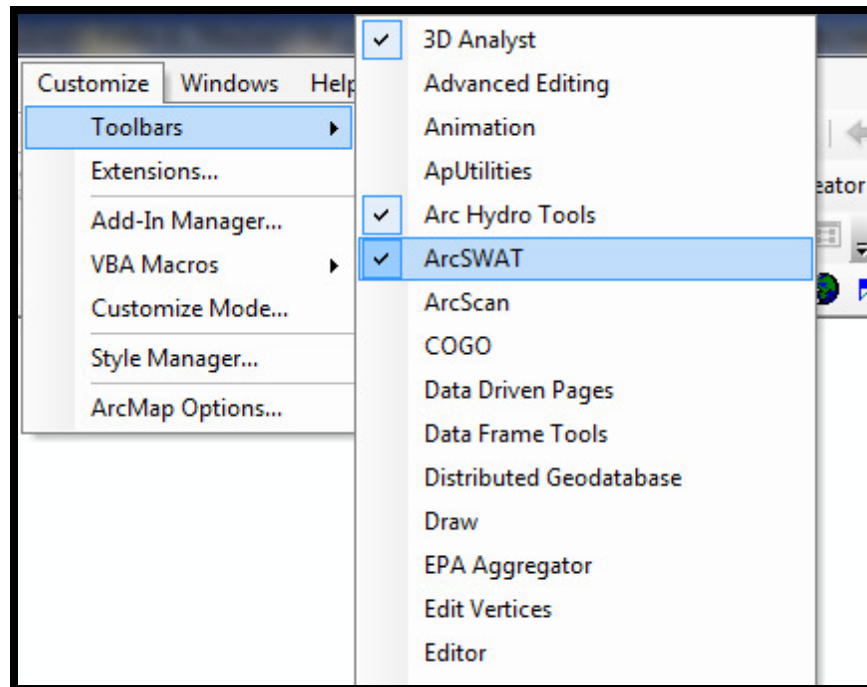 Customize Windows Help
Toolbars
Extensions...
Add-In Manager...
VBA Macros
Customize Mode...
Style Manager...
ArcMap Options...
3D Analyst
Advanced Editing
Animation
ApUtilities
Arc Hydro Tools
ArcSWAT
ArcScan
COGO
Data Driven Pages
Data Frame Tools
Distributed Geodatabase
Draw
EPA Aggregator
Edit Vertices
Editor
eator